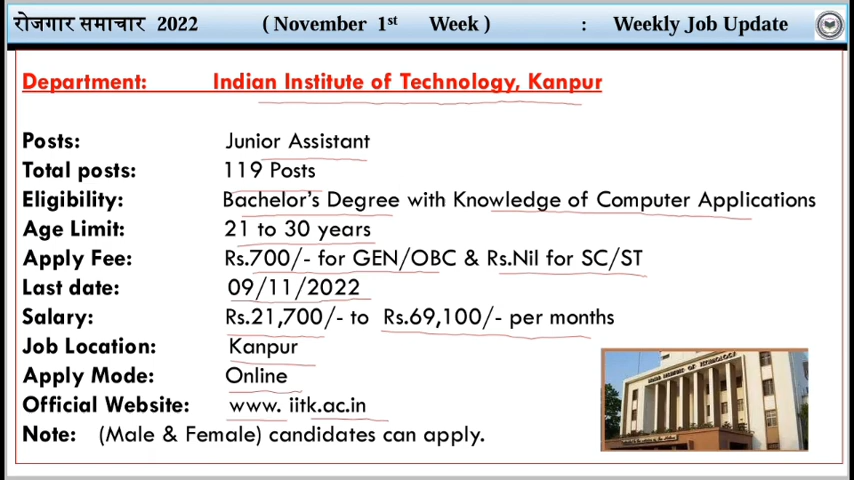 रोजगार समाचार 2022 ( November 1st Week ) : Weekly Job Update
Department: Indian Institute of Technology, Kanpur
Posts: Junior Assistant
Total posts: 119 Posts
Eligibility: Bachelor's Degree with Knowledge of Computer Applications
Age Limit: 21 to 30 years
Apply Fee: Rs.700/- for GEN/OBC & Rs.Nil for SC/ST
Last date: 09/11/2022
Salary: Rs.21,700/- to Rs.69,100/- per months
Job Location: Kanpur
Apply Mode: Online
Official Website: www. iitk.ac.in
Note: (Male & Female) candidates can apply.
INDIAN INSTITUTE OF TECHNOLOGY